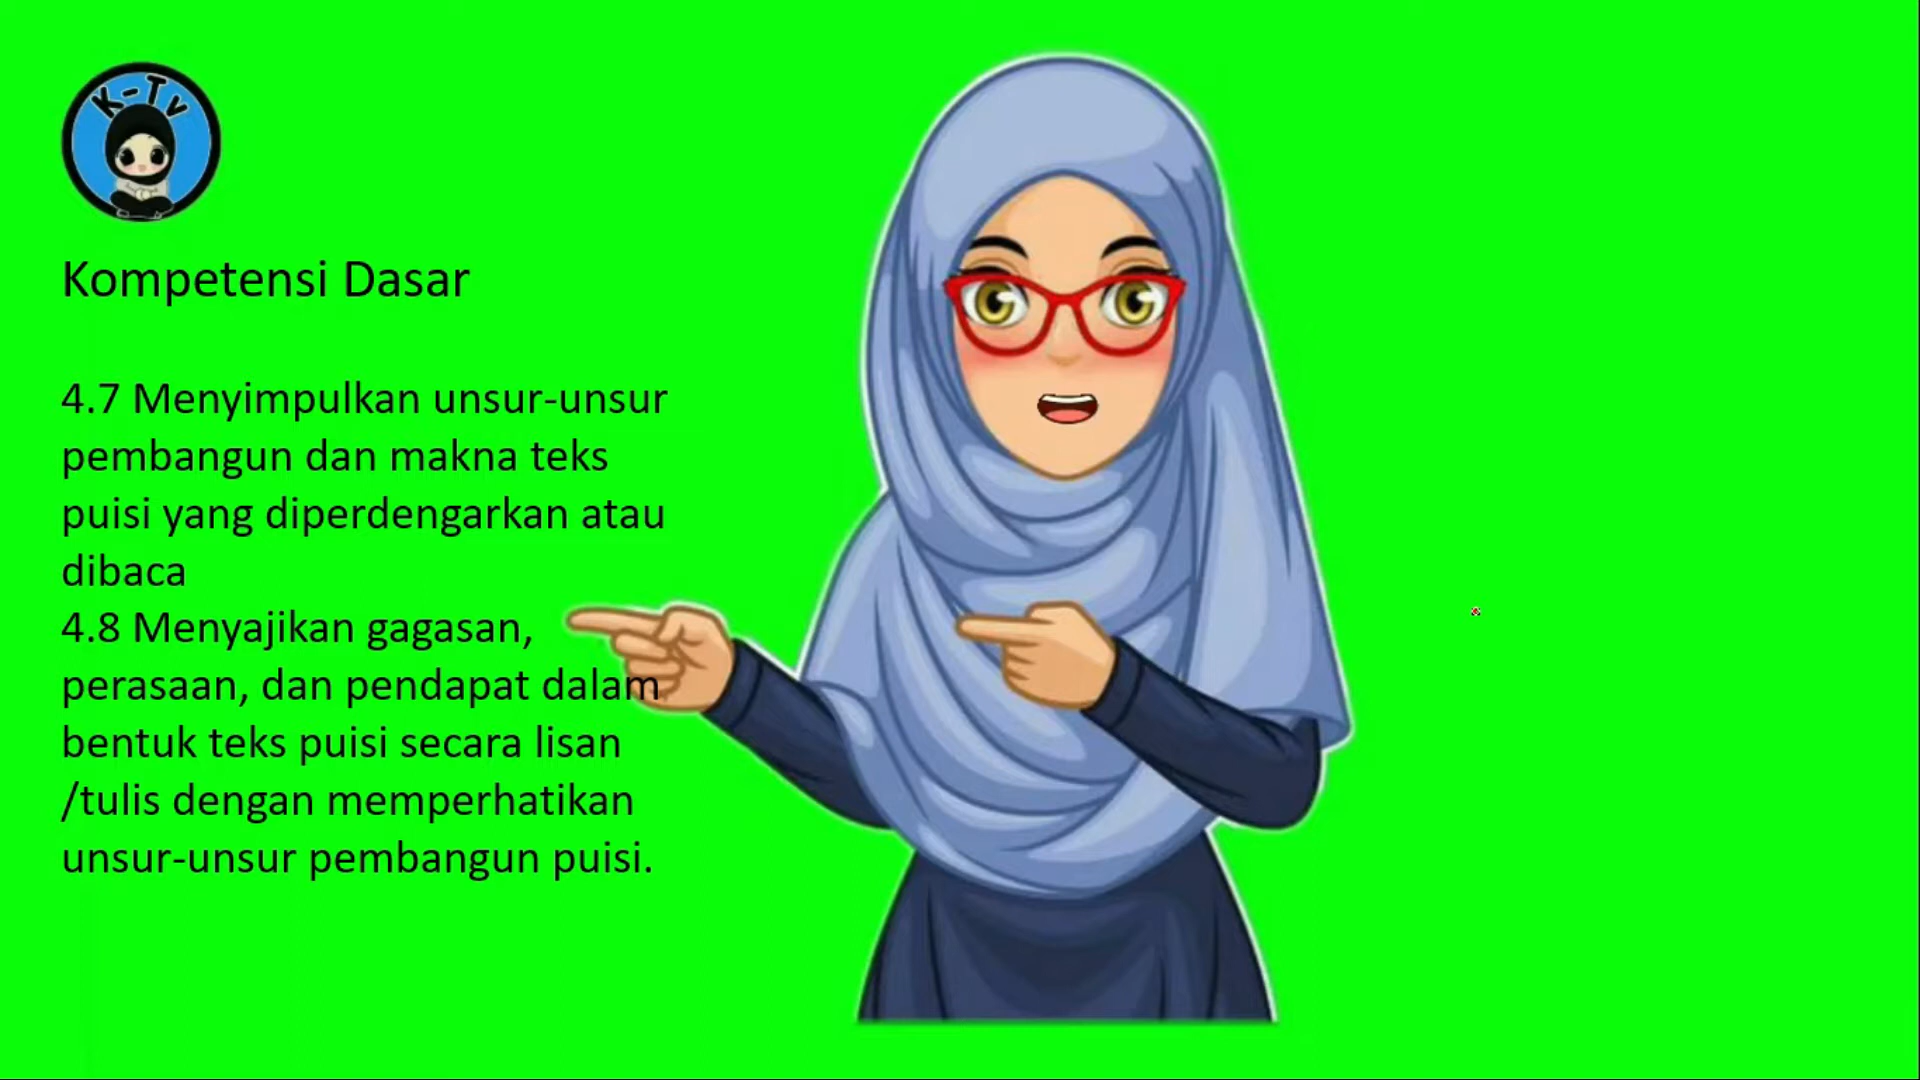 K-Tv
Kompetensi Dasar
4.7 Menyimpulkan unsur-unsur
pembangun dan makna teks
puisi yang diperdengarkan atau
dibaca
4.8 Menyajikan gagasan,
perasaan, dan pendapat dalam
bentuk teks puisi secara lisan
/tulis dengan memperhatikan
unsur-unsur pembangun puisi.